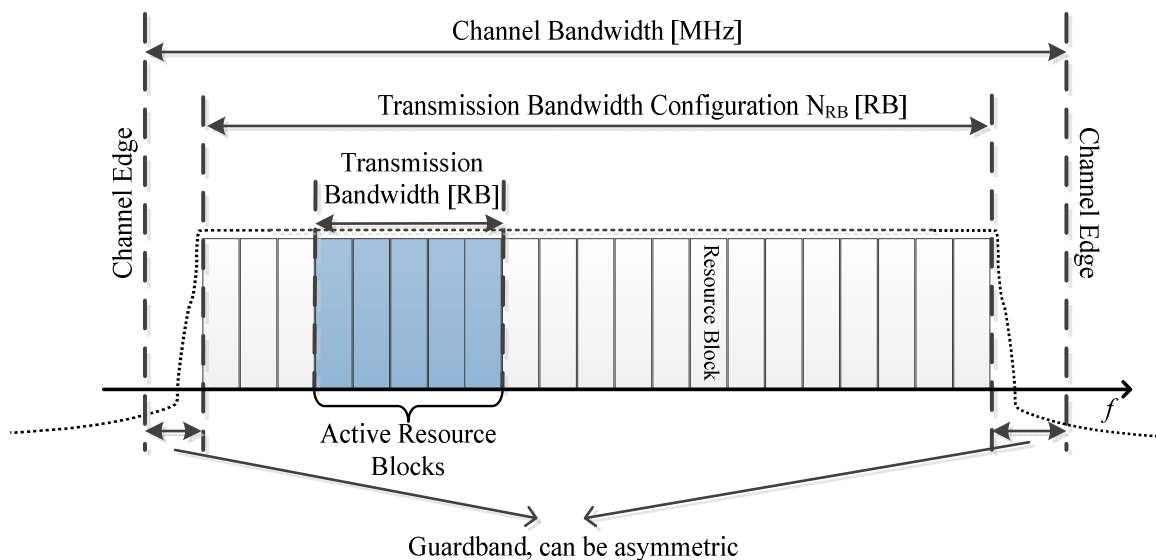 Channel Bandwidth [MHz]
Transmission Bandwidth Configuration NRB [RB]
Transmission
Bandwidth [RB]
Channel Edge
Channel Edge
Resource Block
f
Active Resource
Blocks
Guardband, can be asymmetric